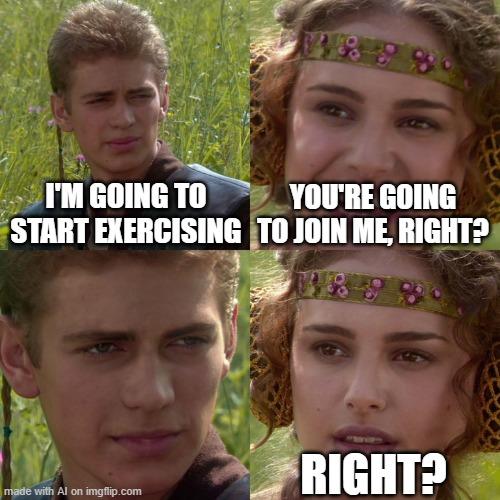 I'M GOING TO
START EXERCISING
YOU'RE GOING
TO JOIN ME, RIGHT?
RIGHT?
made with AI on imgflip.com